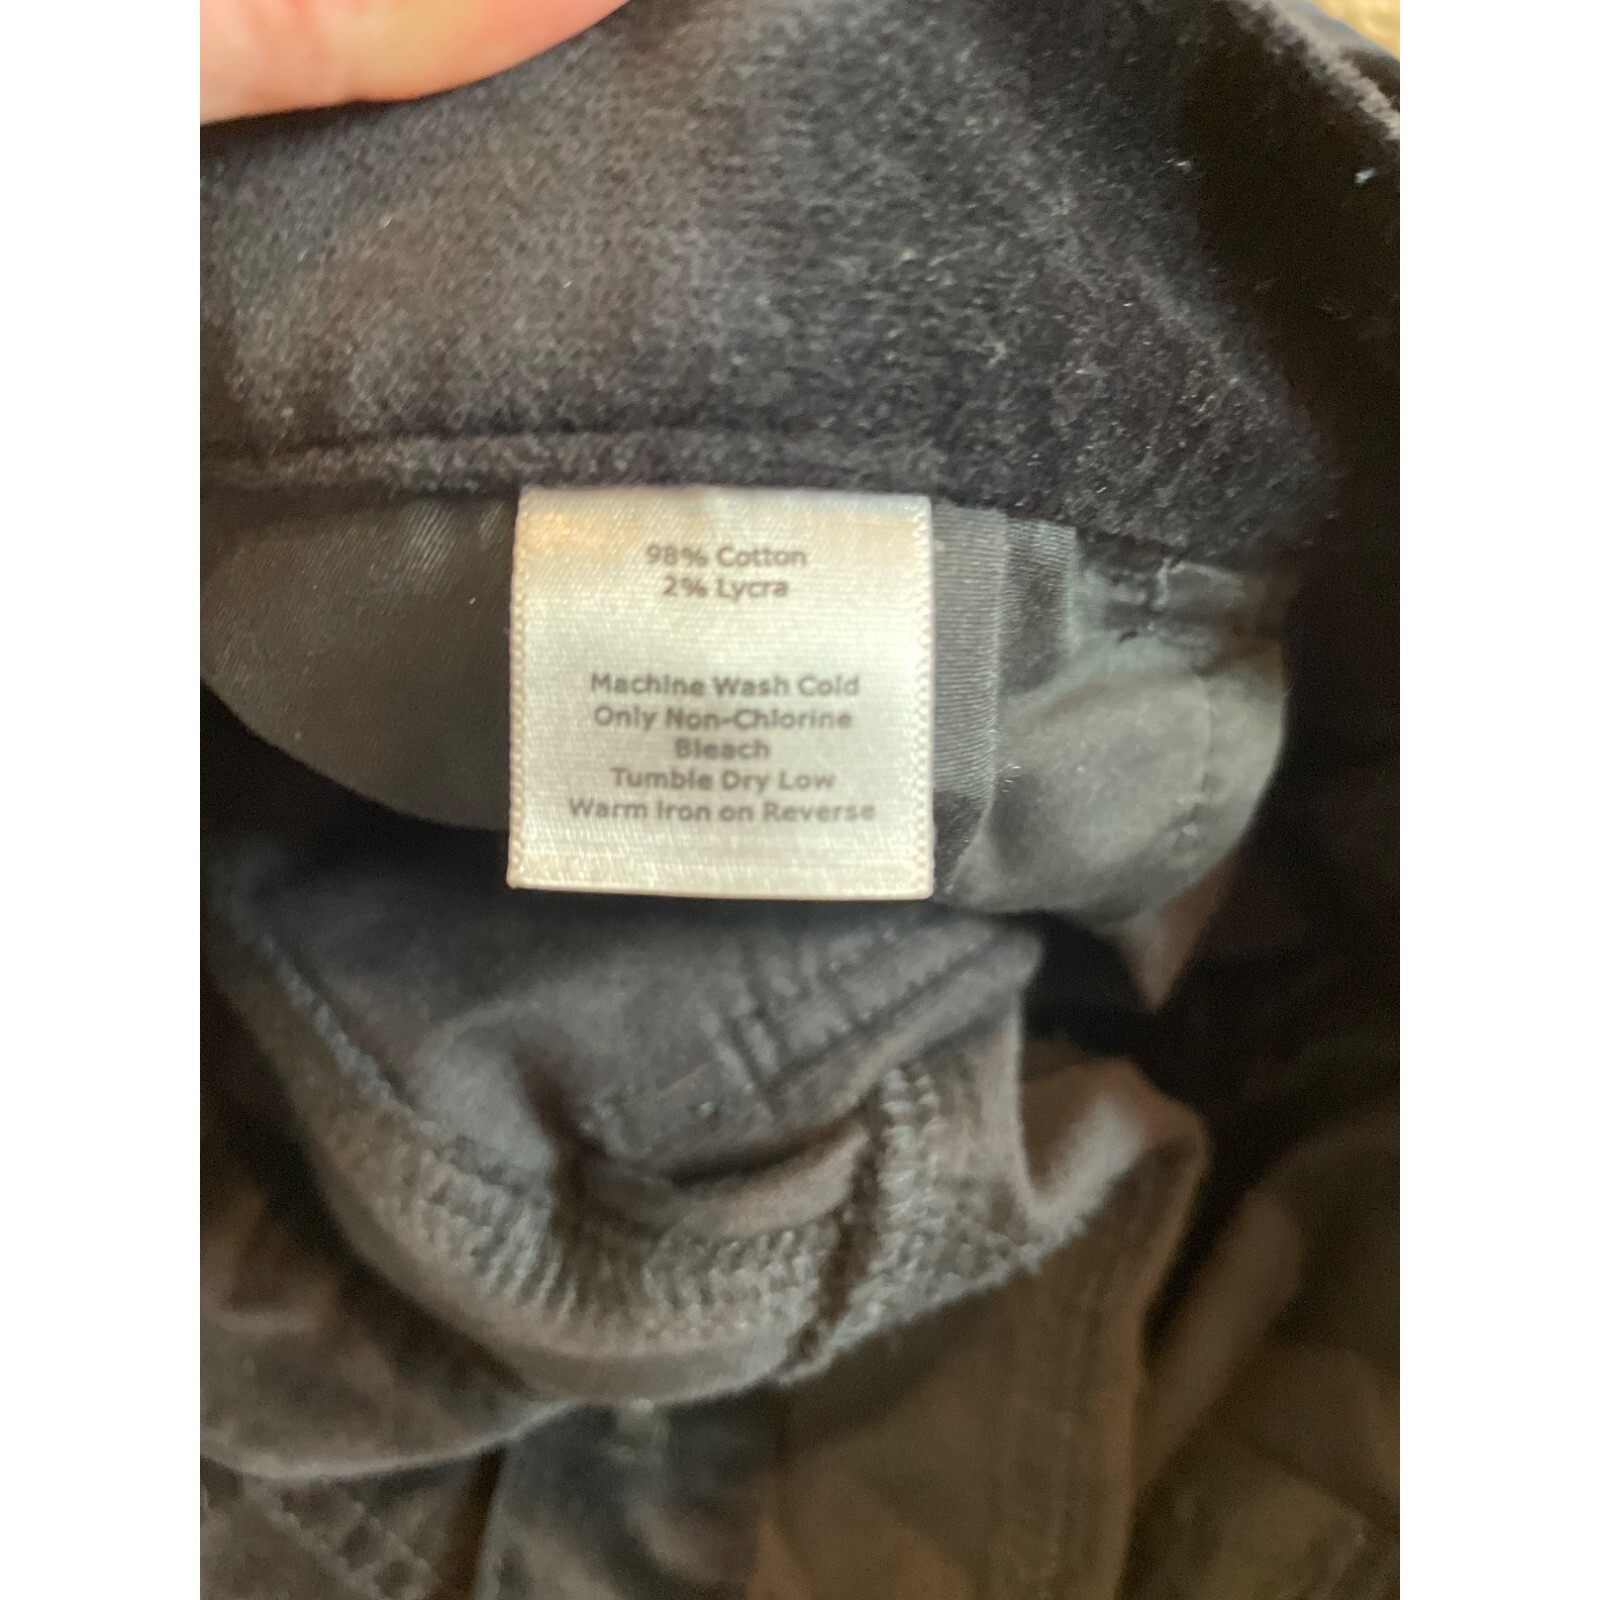 98% Cotton
2% Lycra
Machine Wash Cold
Only Non-Chlorine
Bleach
Tumble Dry Low
Warm Iron on Reverse